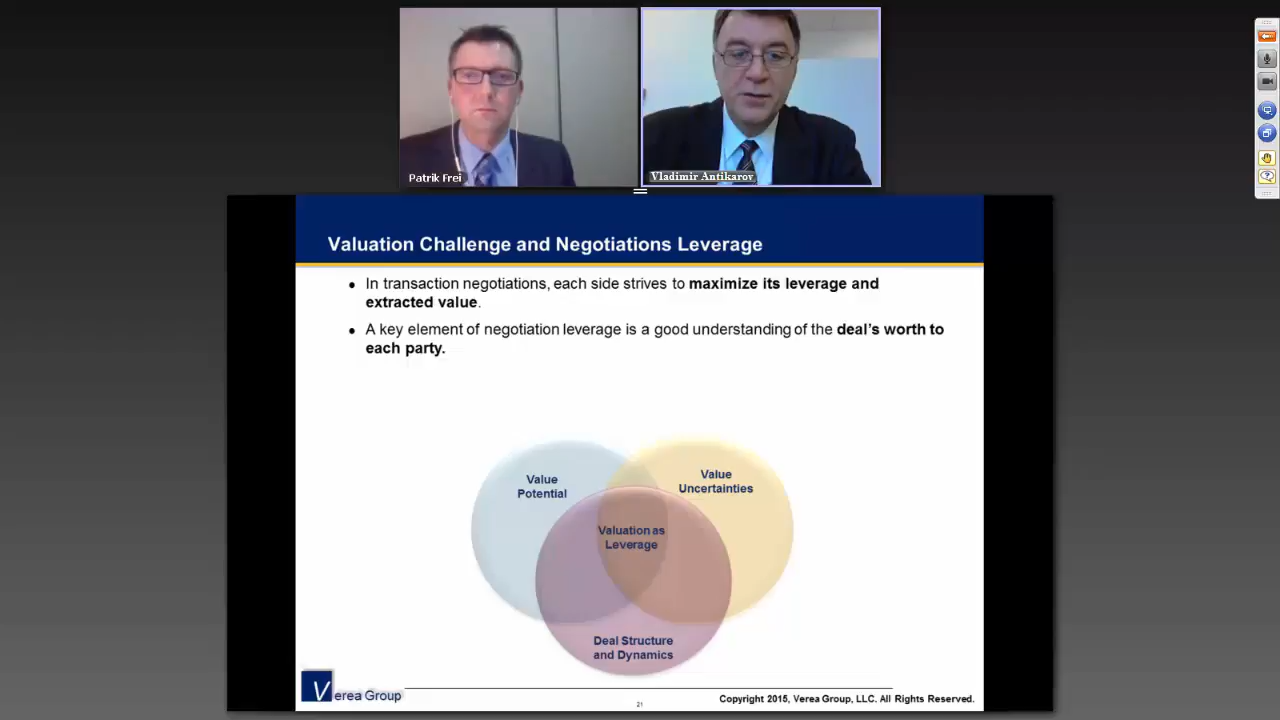 Patrik Frei
Vladimir Antikarov
Valuation Challenge and Negotiations Leverage
• In transaction negotiations, each side strives to maximize its leverage and
extracted value.
• A key element of negotiation leverage is a good understanding of the deal's worth to
each party.
Value
Potential
Value
Uncertainties
Valuation as
Leverage
Deal Structure
and Dynamics
Verea Group
21
Copyright 2015, Verea Group, LLC. All Rights Reserved.